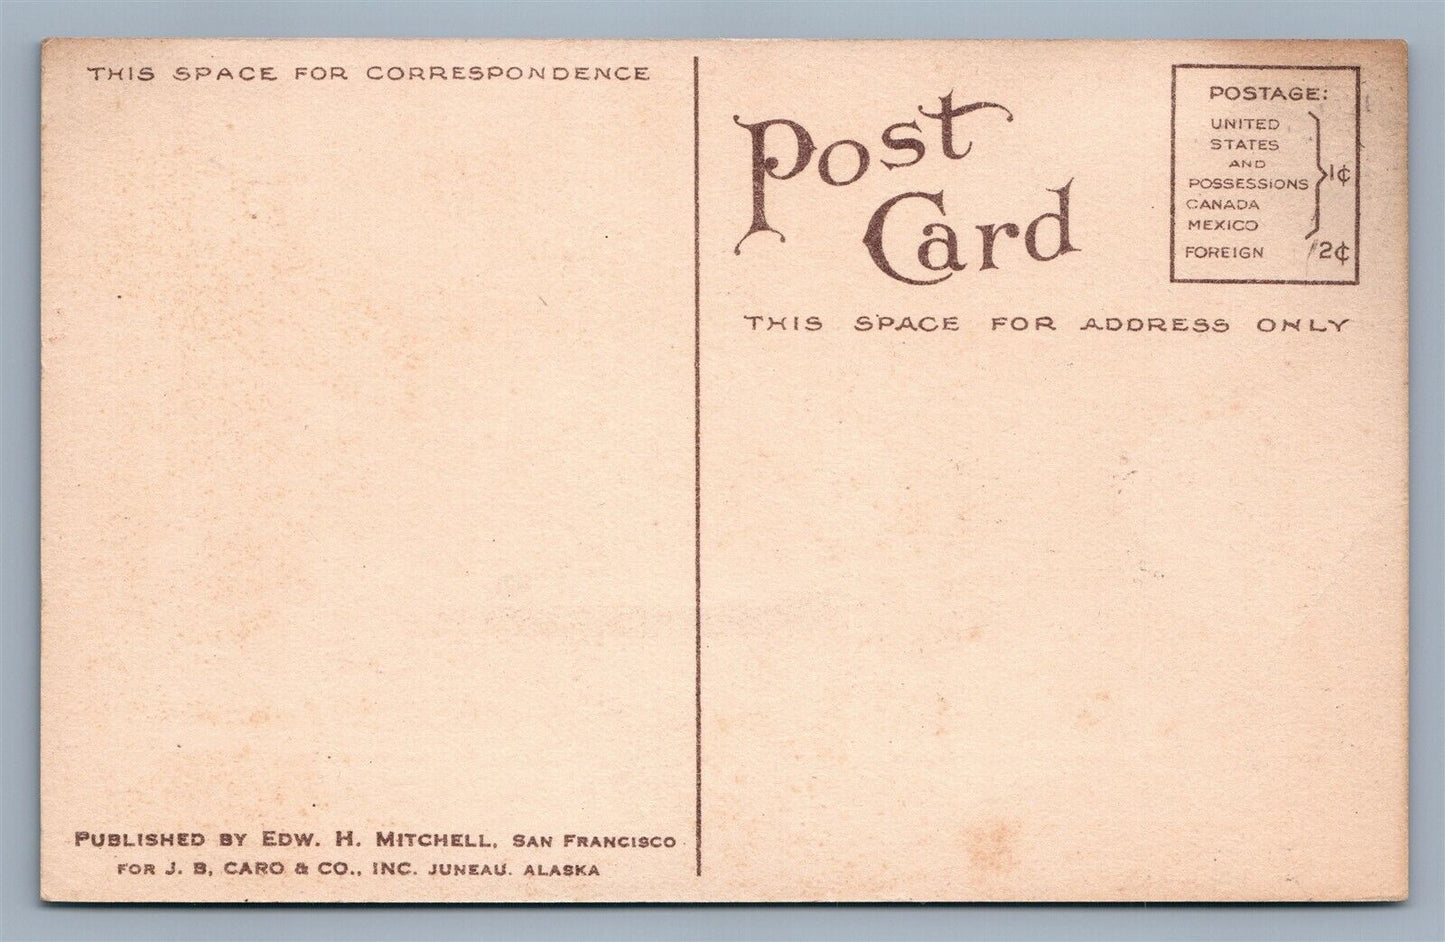 THIS SPACE FOR CORRESPONDENCE
Post
Card
POSTAGE:
UNITED
STATES
AND
POSSESSIONS 1¢
CANADA
MEXICO
FOREIGN 2¢
THIS SPACE FOR ADDRESS ONLY
PUBLISHED BY EDW. H. MITCHELL, SAN FRANCISCO
FOR J. B, CARO & CO., INC. JUNEAU. ALASKA